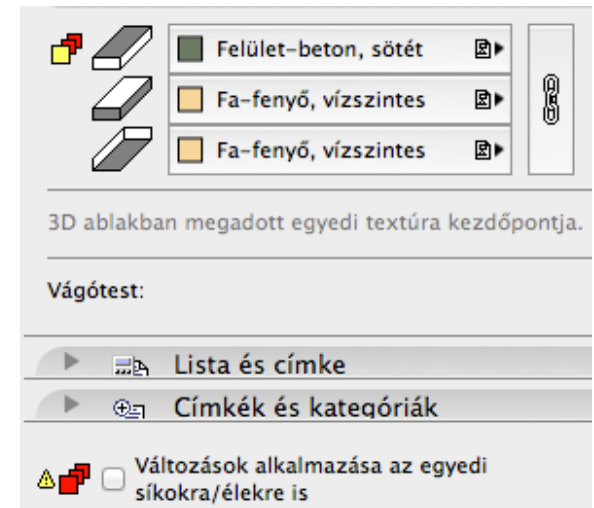 Felület-beton, sötét
Fa-fenyő, vízszintes
Fa-fenyő, vízszintes
3D ablakban megadott egyedi textúra kezdőpontja.
Vágótest:
Lista és címke
Címkék és kategóriák
Változások alkalmazása az egyedi
síkokra/élekre is